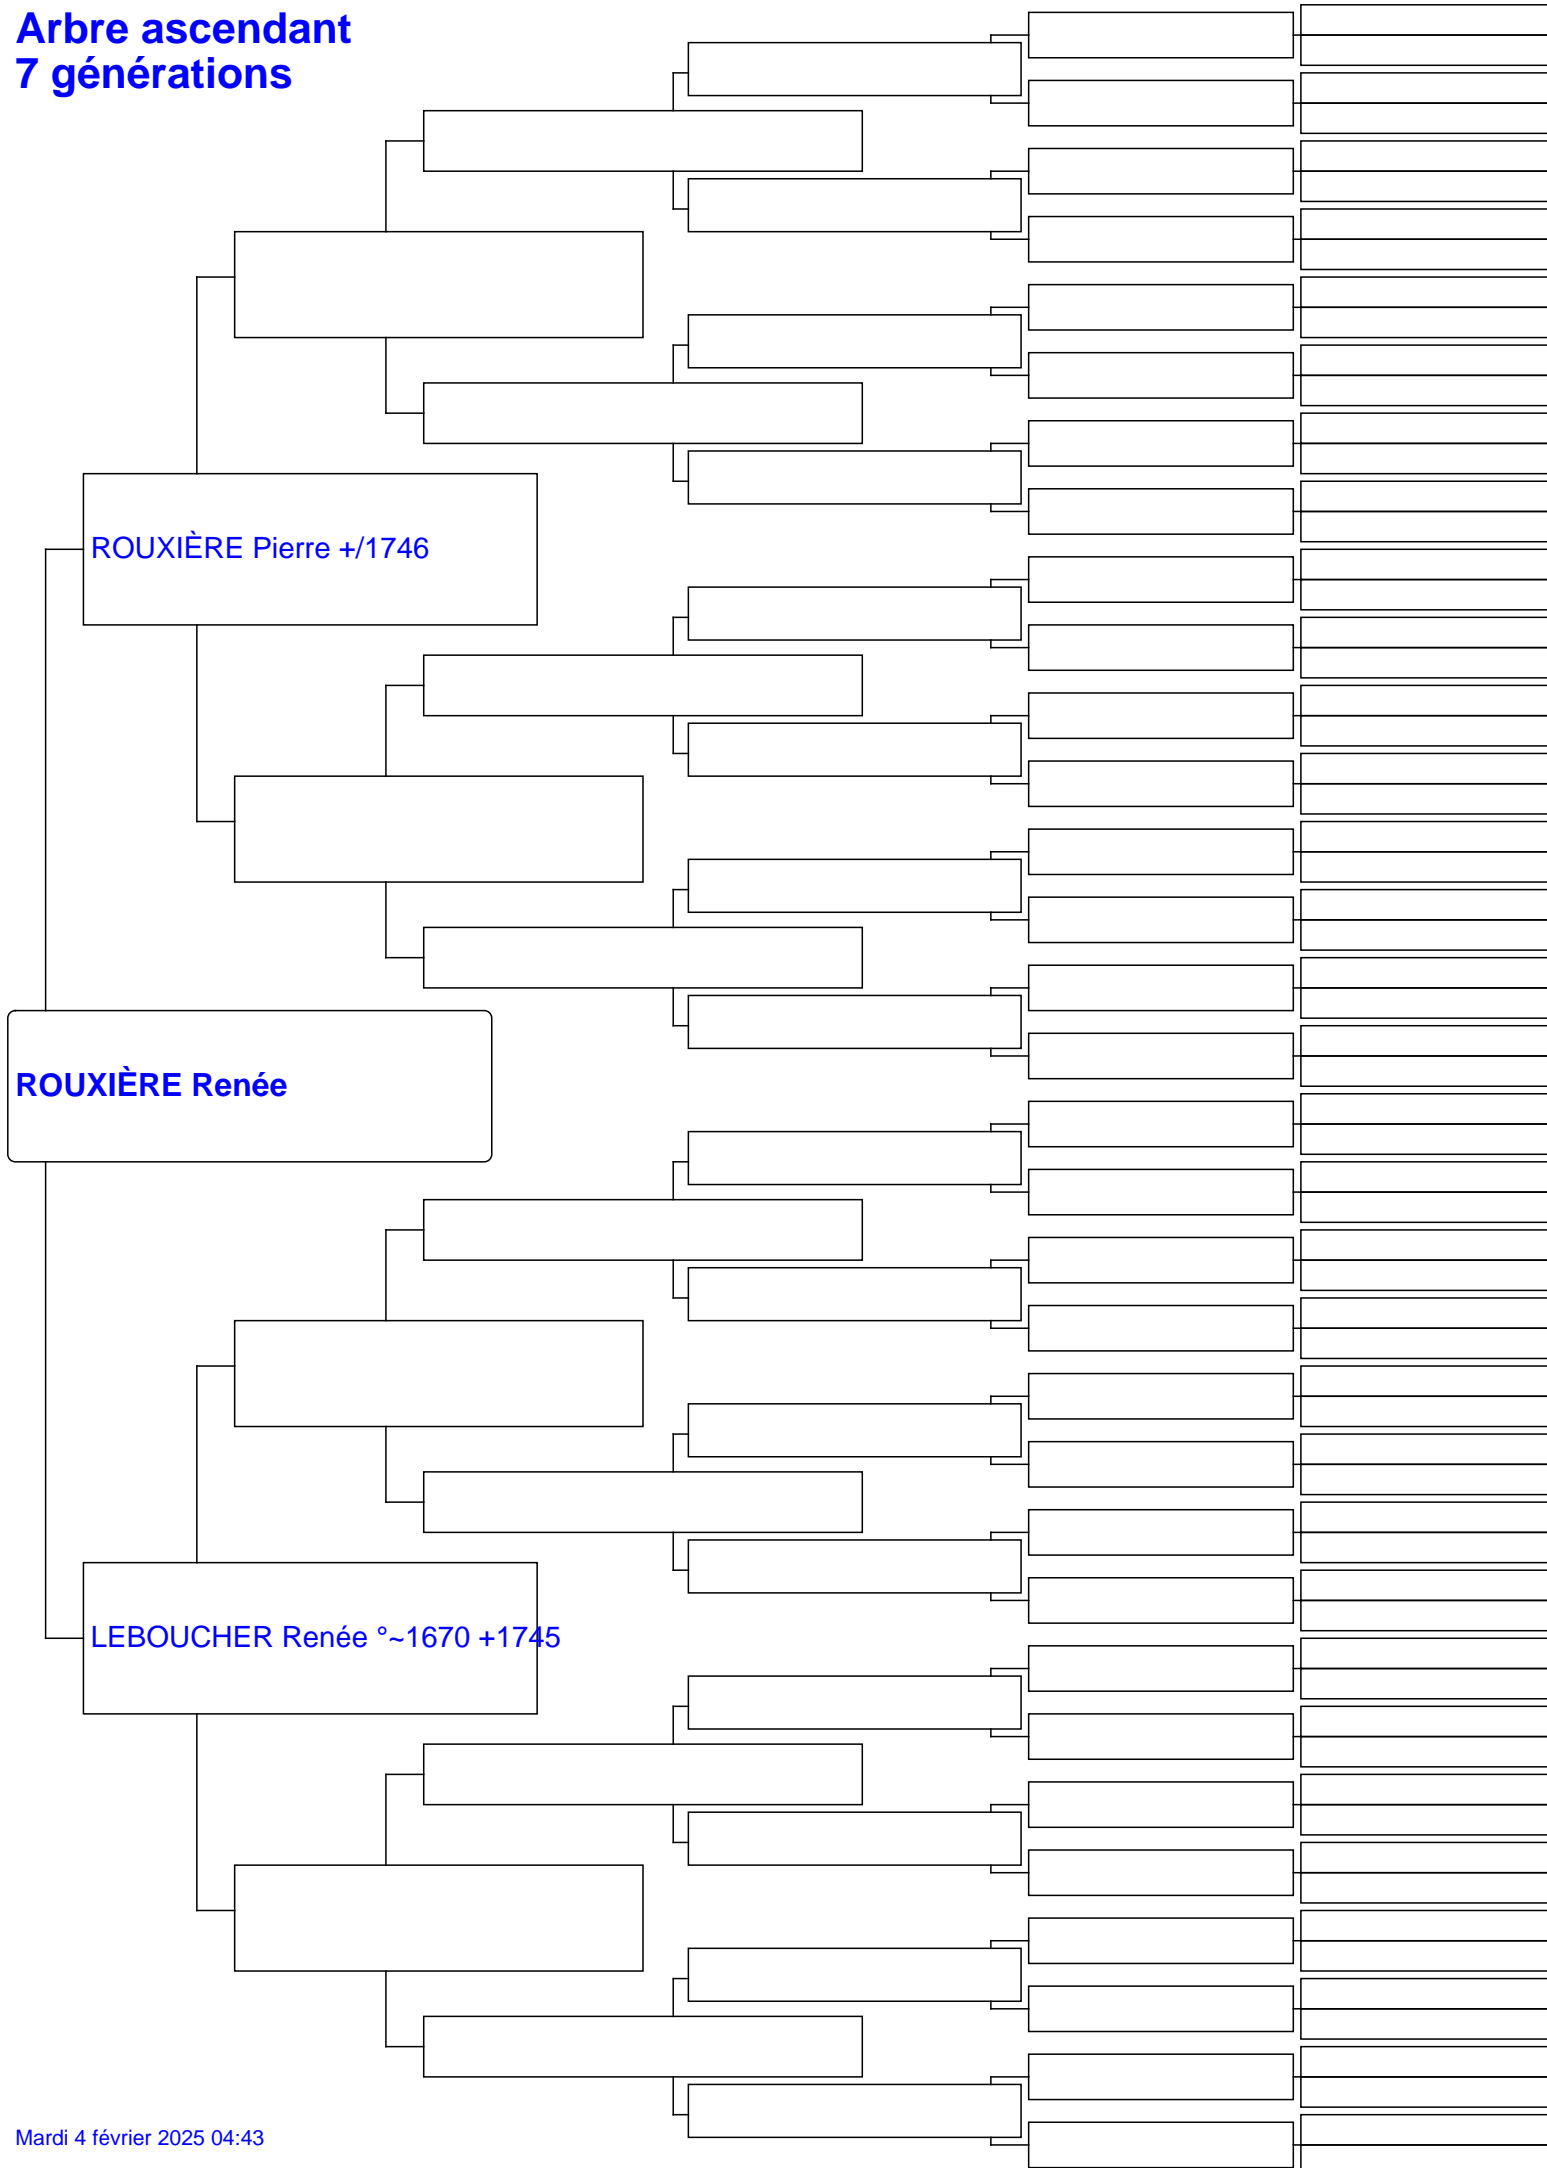 Arbre ascendant
7 générations
ROUXIÈRE Pierre +/1746
ROUXIÈRE Renée
LEBOUCHER Renée °~1670 +1745
Mardi 4 février 2025 04:43